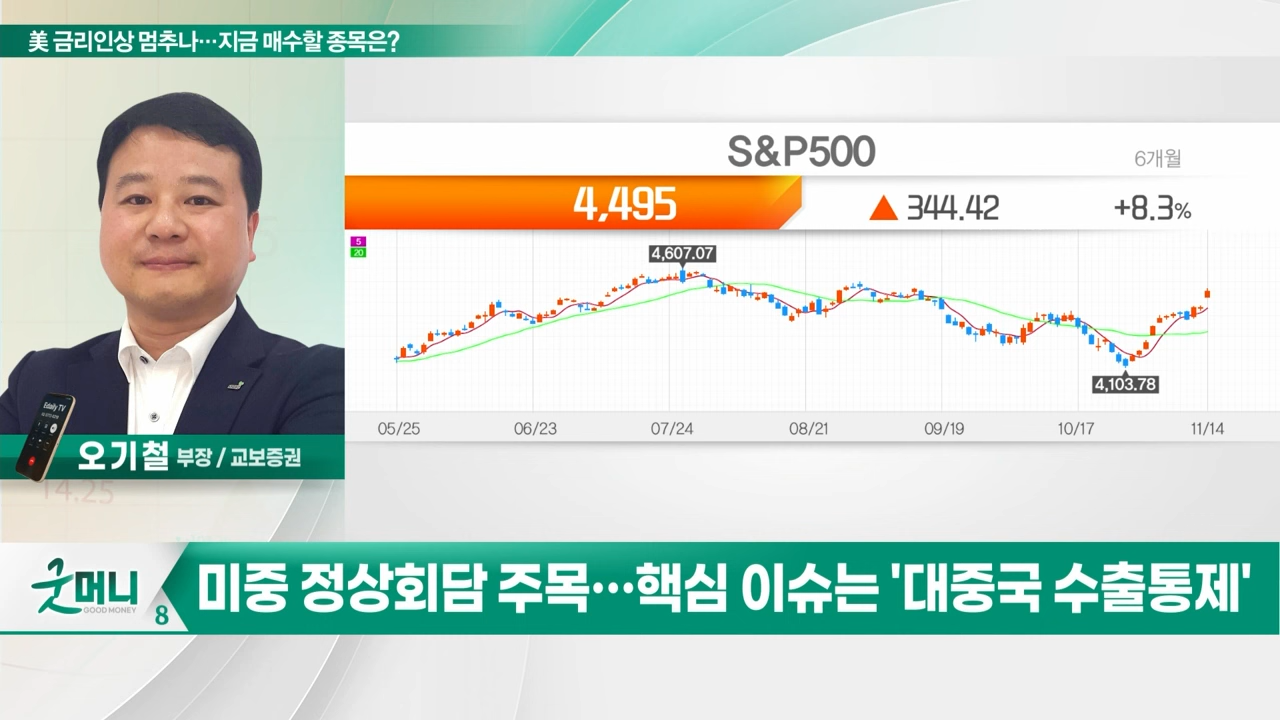 美 금리인상 멈추나…지금 매수할 종목은?
S&P500
6개월
4,495
▲ 344.42
+8.3%
5
20
4,607.07
4,103.78
05/25 06/23 07/24 08/21 09/19 10/17 11/14
Edaily TV
오기철 부장 / 교보증권
14.25
굿머니
GOOD MONEY
8
미중 정상회담 주목…핵심 이슈는 '대중국 수출통제'